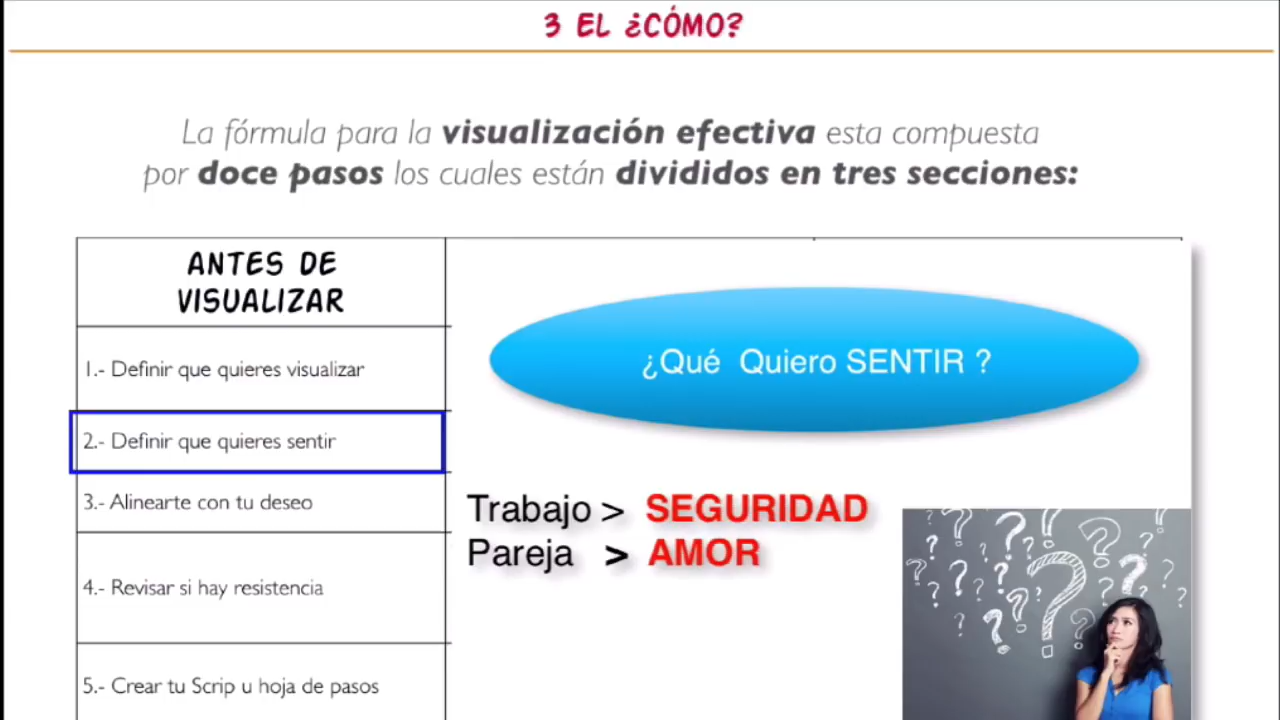 3 EL ¿CÓMO?
La fórmula para la visualización efectiva esta compuesta
por doce pasos los cuales están divididos en tres secciones:
ANTES DE
VISUALIZAR
1.- Definir que quieres visualizar
2.- Definir que quieres sentir
3.- Alinearte con tu deseo
4.- Revisar si hay resistencia
5.- Crear tu Scrip u hoja de pasos
¿Qué Quiero SENTIR ?
Trabajo > SEGURIDAD
Pareja > AMOR